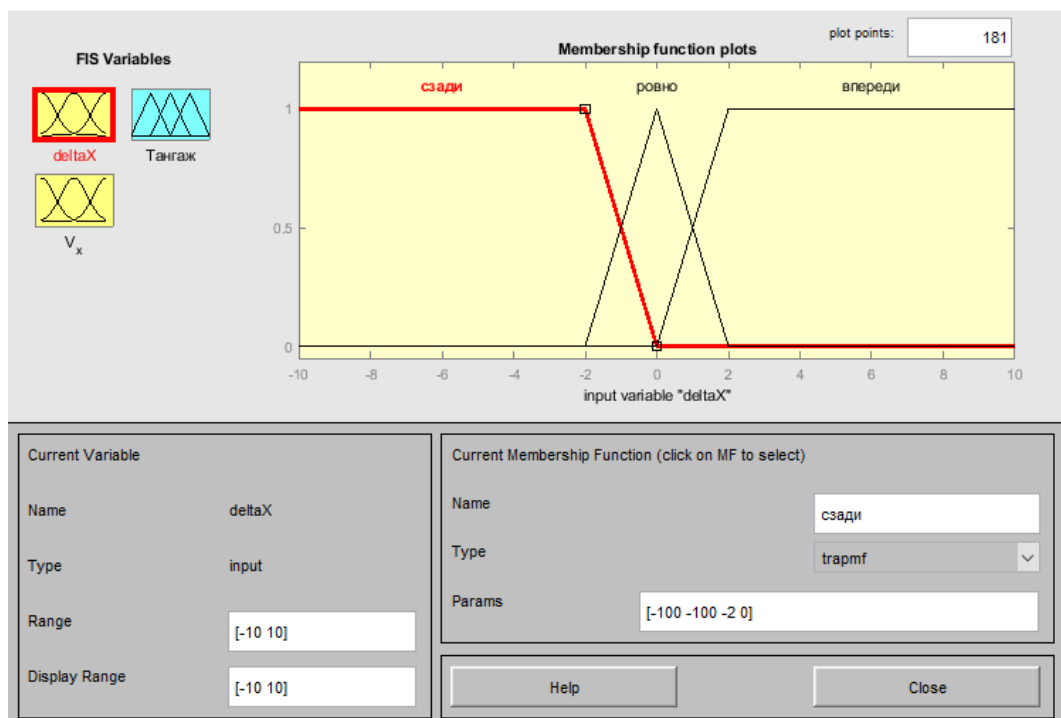 FIS Variables
deltaX
Тангаж
V_x
plot points:
181
Membership function plots
сзади
ровно
впереди
1
0.5
0
-10 -8 -6 -4 -2 0 2 4 6 8 10
input variable "deltaX"
Current Variable
Name deltaX
Type input
Range [-10 10]
Display Range [-10 10]
Current Membership Function (click on MF to select)
Name сзади
Type trapmf
Params [-100 -100 -2 0]
Help
Close